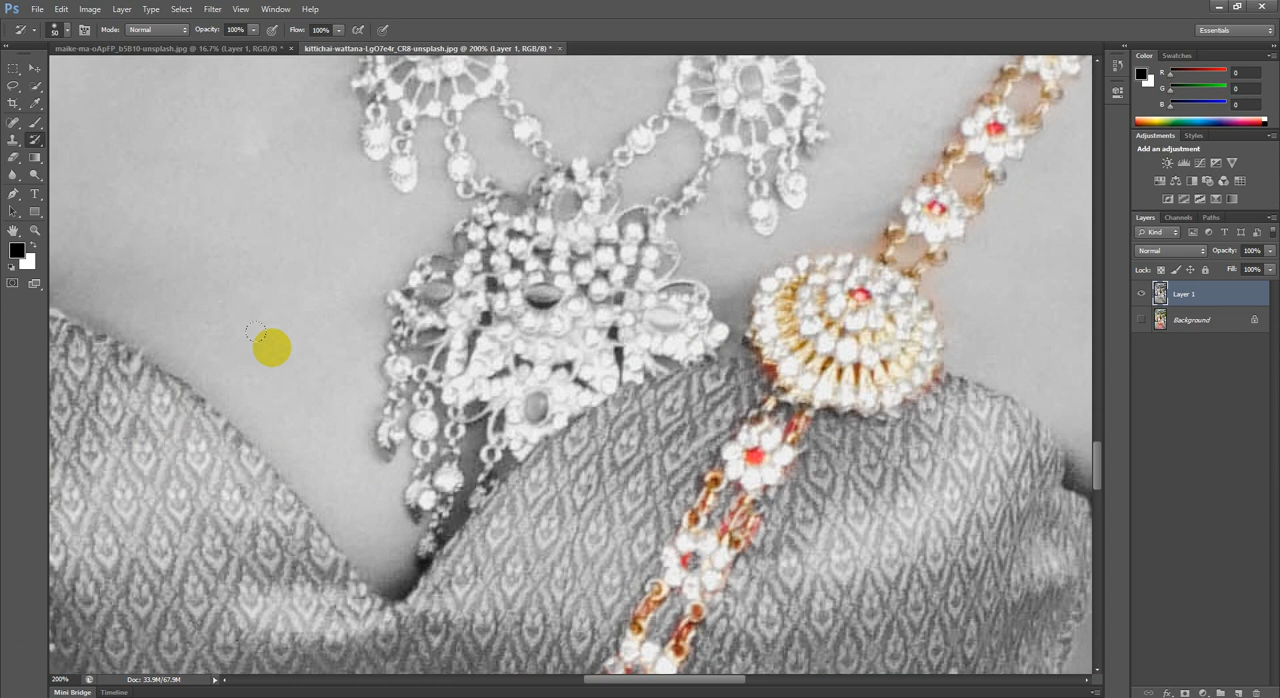 Ps File Edit Image Layer Type Select Filter View Window Help
50 Mode: Normal Opacity: 100% Flow: 100% Essentials
maike-ma-oApFP_b5B10-unsplash.jpg @ 16.7% (Layer 1, RGB/8) * × kittichai-wattana-LgO7e4r_CR8-unsplash.jpg @ 200% (Layer 1, RGB/8) * ×
Color Swatches
R 0
G 0
B 0
Adjustments Styles
Add an adjustment
Layers Channels Paths
Kind T
Normal Opacity: 100%
Lock: Fill: 100%
Layer 1
Background
200% Doc: 33.9M/67.9M
Mini Bridge Timeline